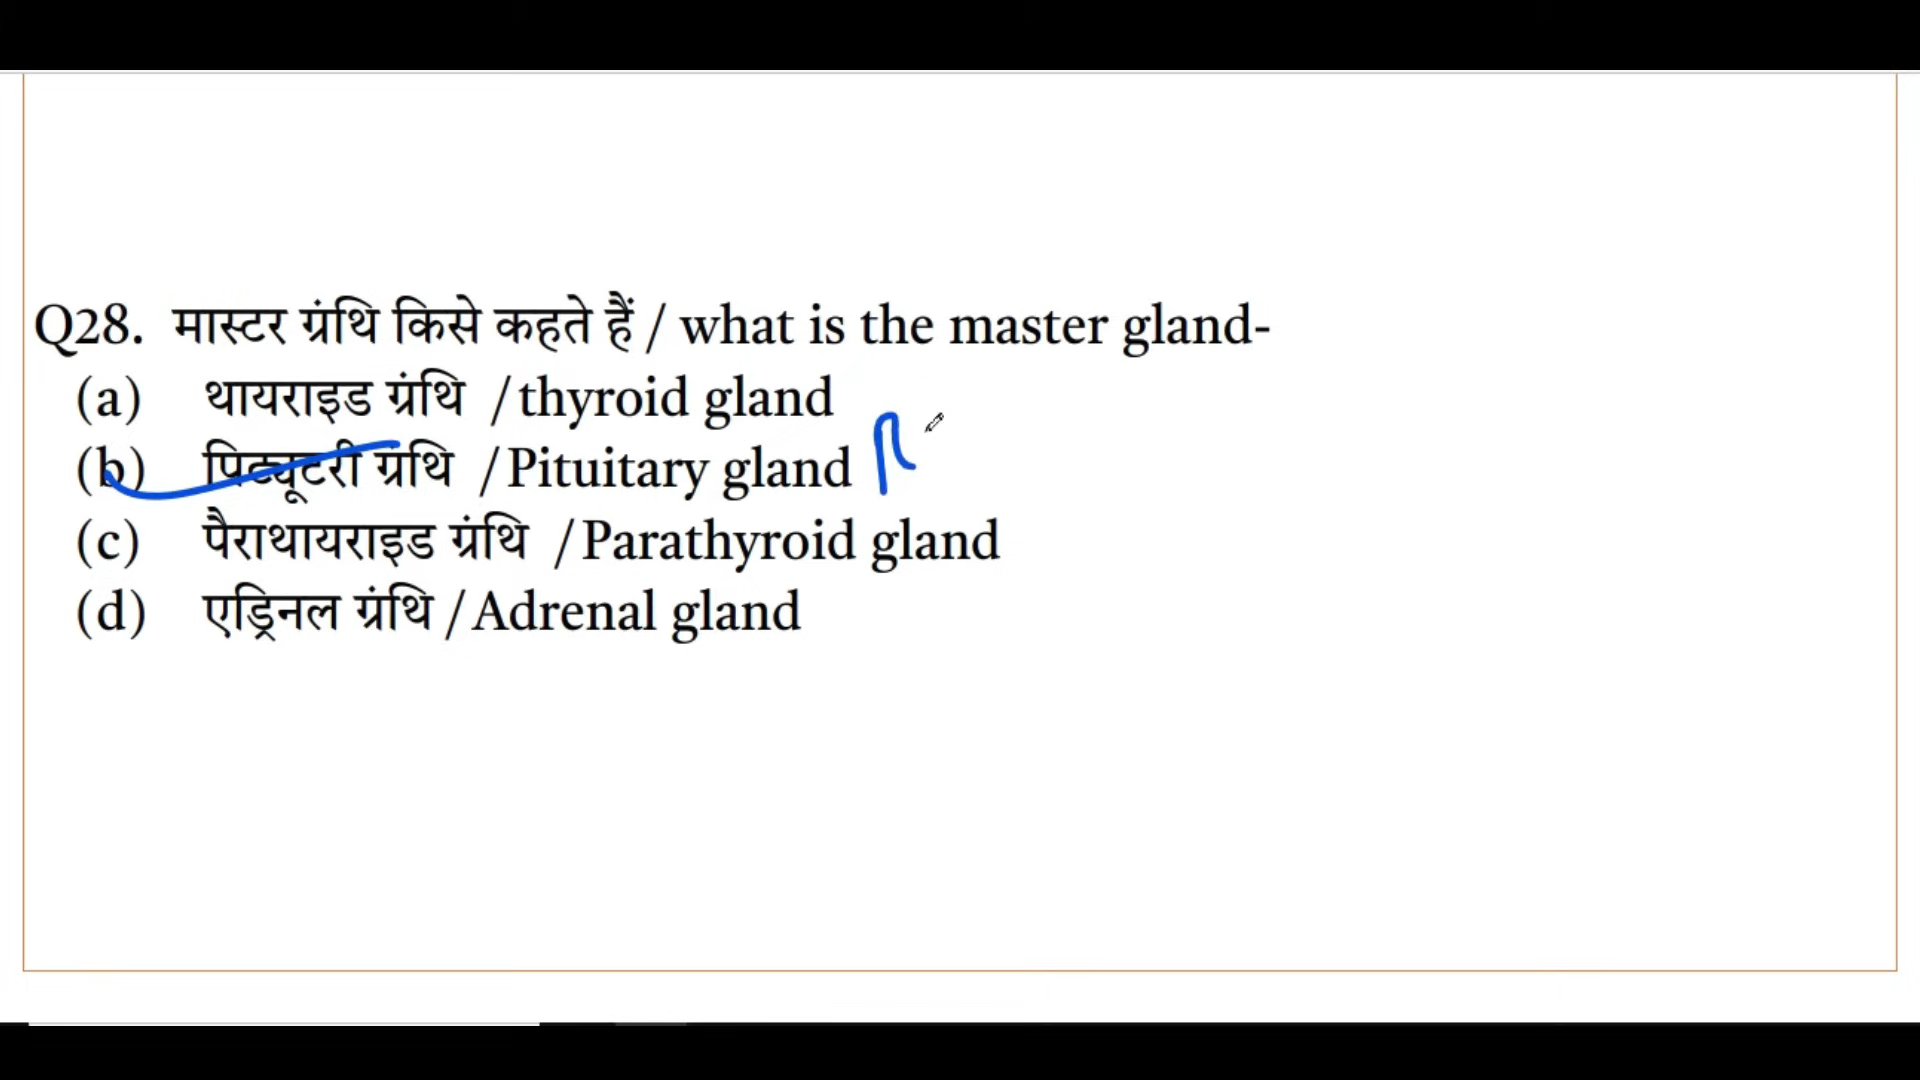 Q28. मास्टर ग्रंथि किसे कहते हैं / what is the master gland-
(a) थायराइड ग्रंथि / thyroid gland
(b) पिट्यूटरी ग्रंथि / Pituitary gland
(c) पैराथायराइड ग्रंथि / Parathyroid gland
(d) एड्रिनल ग्रंथि / Adrenal gland